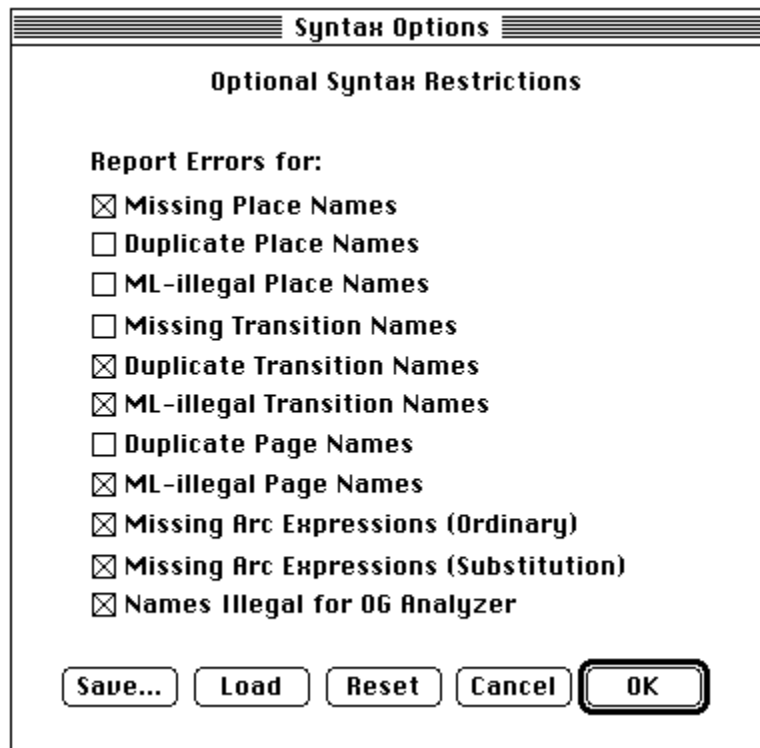 Syntax Options
Optional Syntax Restrictions
Report Errors for:
Missing Place Names
Duplicate Place Names
ML-illegal Place Names
Missing Transition Names
Duplicate Transition Names
ML-illegal Transition Names
Duplicate Page Names
ML-illegal Page Names
Missing Arc Expressions (Ordinary)
Missing Arc Expressions (Substitution)
Names Illegal for OG Analyzer
Save... Load Reset Cancel OK